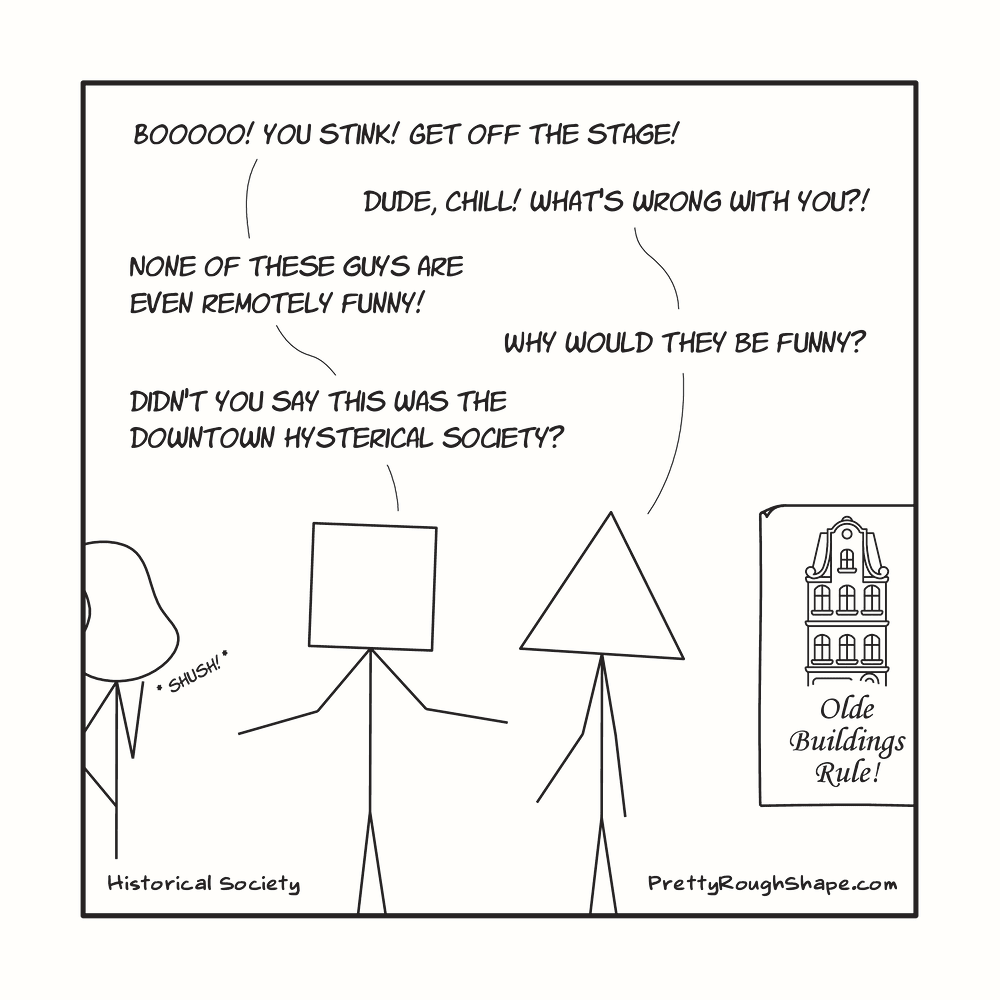 BOOOOO! YOU STINK! GET OFF THE STAGE!
DUDE, CHILL! WHAT'S WRONG WITH YOU?!
NONE OF THESE GUYS ARE
EVEN REMOTELY FUNNY!
WHY WOULD THEY BE FUNNY?
DIDN'T YOU SAY THIS WAS THE
DOWNTOWN HYSTERICAL SOCIETY?
* SHUSH! *
Olde
Buildings
Rule!
Historical Society
PrettyRoughShape.com